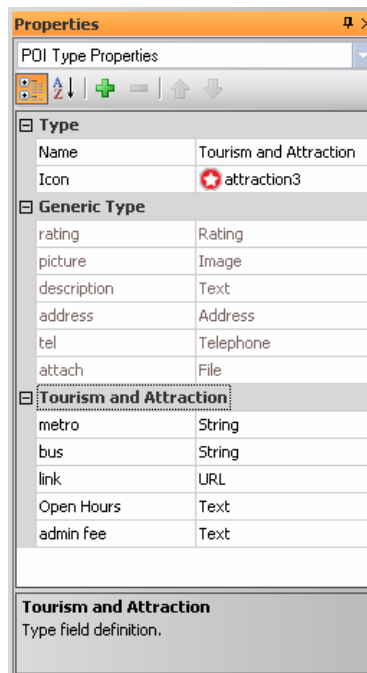 Properties
POI Type Properties
Type
Name Tourism and Attraction
Icon attraction3
Generic Type
rating Rating
picture Image
description Text
address Address
tel Telephone
attach File
Tourism and Attraction
metro String
bus String
link URL
Open Hours Text
admin fee Text
Tourism and Attraction
Type field definition.